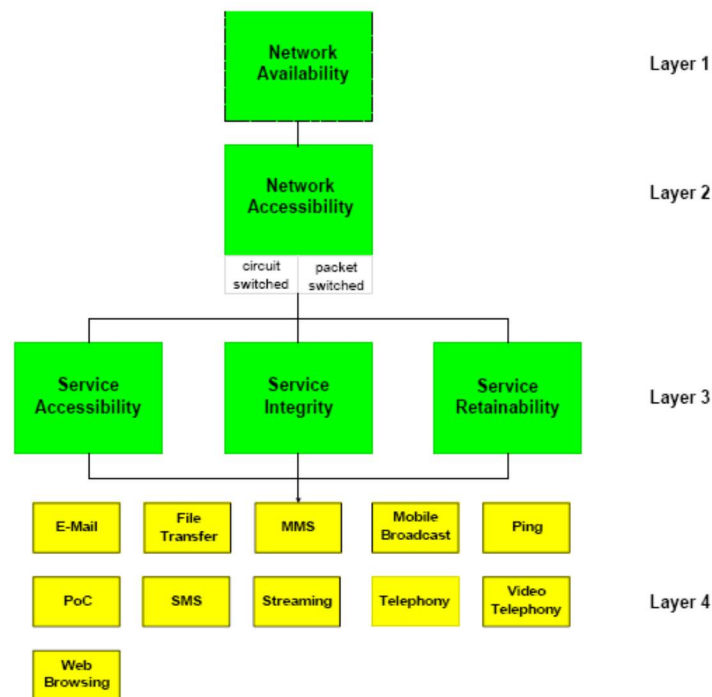 Network
Availability
Layer 1
Network
Accessibility
Layer 2
circuit
switched
packet
switched
Service
Accessibility
Service
Integrity
Service
Retainability
Layer 3
E-Mail
File
Transfer
MMS
Mobile
Broadcast
Ping
PoC
SMS
Streaming
Telephony
Video
Telephony
Layer 4
Web
Browsing